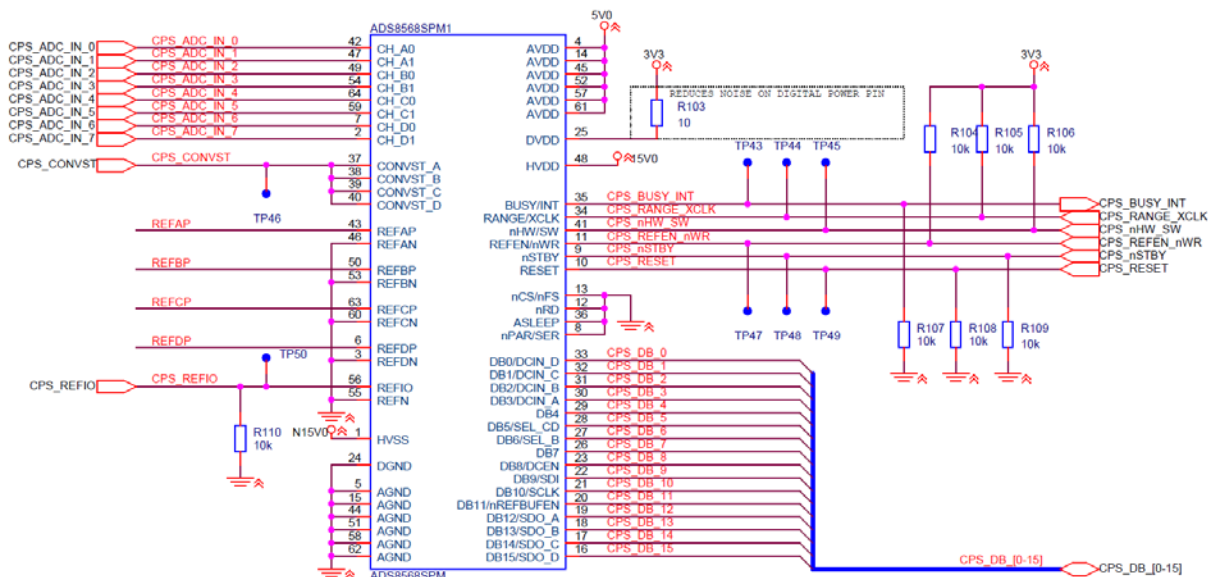 ADS8568SPM1
5V0
CPS_ADC_IN_0 CPS_ADC_IN_0 42 CH_A0 AVDD 4
CPS_ADC_IN_1 CPS_ADC_IN_1 47 CH_A1 AVDD 14
CPS_ADC_IN_2 CPS_ADC_IN_2 49 CH_B0 AVDD 45
CPS_ADC_IN_3 CPS_ADC_IN_3 54 CH_B1 AVDD 52
CPS_ADC_IN_4 CPS_ADC_IN_4 64 CH_C0 AVDD 57
CPS_ADC_IN_5 CPS_ADC_IN_5 59 CH_C1 AVDD 61
CPS_ADC_IN_6 CPS_ADC_IN_6 7 CH_D0
CPS_ADC_IN_7 CPS_ADC_IN_7 2 CH_D1 DVDD 25
3V3
REDUCES NOISE ON DIGITAL POWER PIN
R103
10
3V3
R104
10k
R105
10k
R106
10k
CPS_CONVST CPS_CONVST 37 CONVST_A HVDD 48 15V0
38 CONVST_B
39 CONVST_C
40 CONVST_D
TP46
TP43 TP44 TP45
BUSY/INT 35 CPS_BUSY_INT CPS_BUSY_INT
RANGE/XCLK 34 CPS_RANGE_XCLK CPS_RANGE_XCLK
nHW/SW 41 CPS_nHW_SW CPS_nHW_SW
REFEN/nWR 11 CPS_REFEN_nWR CPS_REFEN_nWR
nSTBY 9 CPS_nSTBY CPS_nSTBY
RESET 10 CPS_RESET CPS_RESET
REFAP 43 REFAP
46 REFAN
REFBP 50 REFBP
53 REFBN
REFCP 63 REFCP
60 REFCN
REFDP 6 REFDP
3 REFDN
nCS/nFS 13
nRD 12
ASLEEP 36
nPAR/SER 8
TP47 TP48 TP49
R107
10k
R108
10k
R109
10k
TP50
CPS_REFIO CPS_REFIO 56 REFIO
55 REFN
R110
10k
N15V0 1 HVSS
24 DGND
5 AGND
15 AGND
44 AGND
51 AGND
58 AGND
62 AGND
DB0/DCIN_D 33 CPS_DB_0
DB1/DCIN_C 32 CPS_DB_1
DB2/DCIN_B 31 CPS_DB_2
DB3/DCIN_A 30 CPS_DB_3
DB4 29 CPS_DB_4
DB5/SEL_CD 28 CPS_DB_5
DB6/SEL_B 27 CPS_DB_6
DB7 26 CPS_DB_7
DB8/DCEN 23 CPS_DB_8
DB9/SDI 22 CPS_DB_9
DB10/SCLK 21 CPS_DB_10
DB11/nREFBUFEN 20 CPS_DB_11
DB12/SDO_A 19 CPS_DB_12
DB13/SDO_B 18 CPS_DB_13
DB14/SDO_C 17 CPS_DB_14
DB15/SDO_D 16 CPS_DB_15
CPS_DB_[0-15] CPS_DB_[0-15]
ADS8568SPM